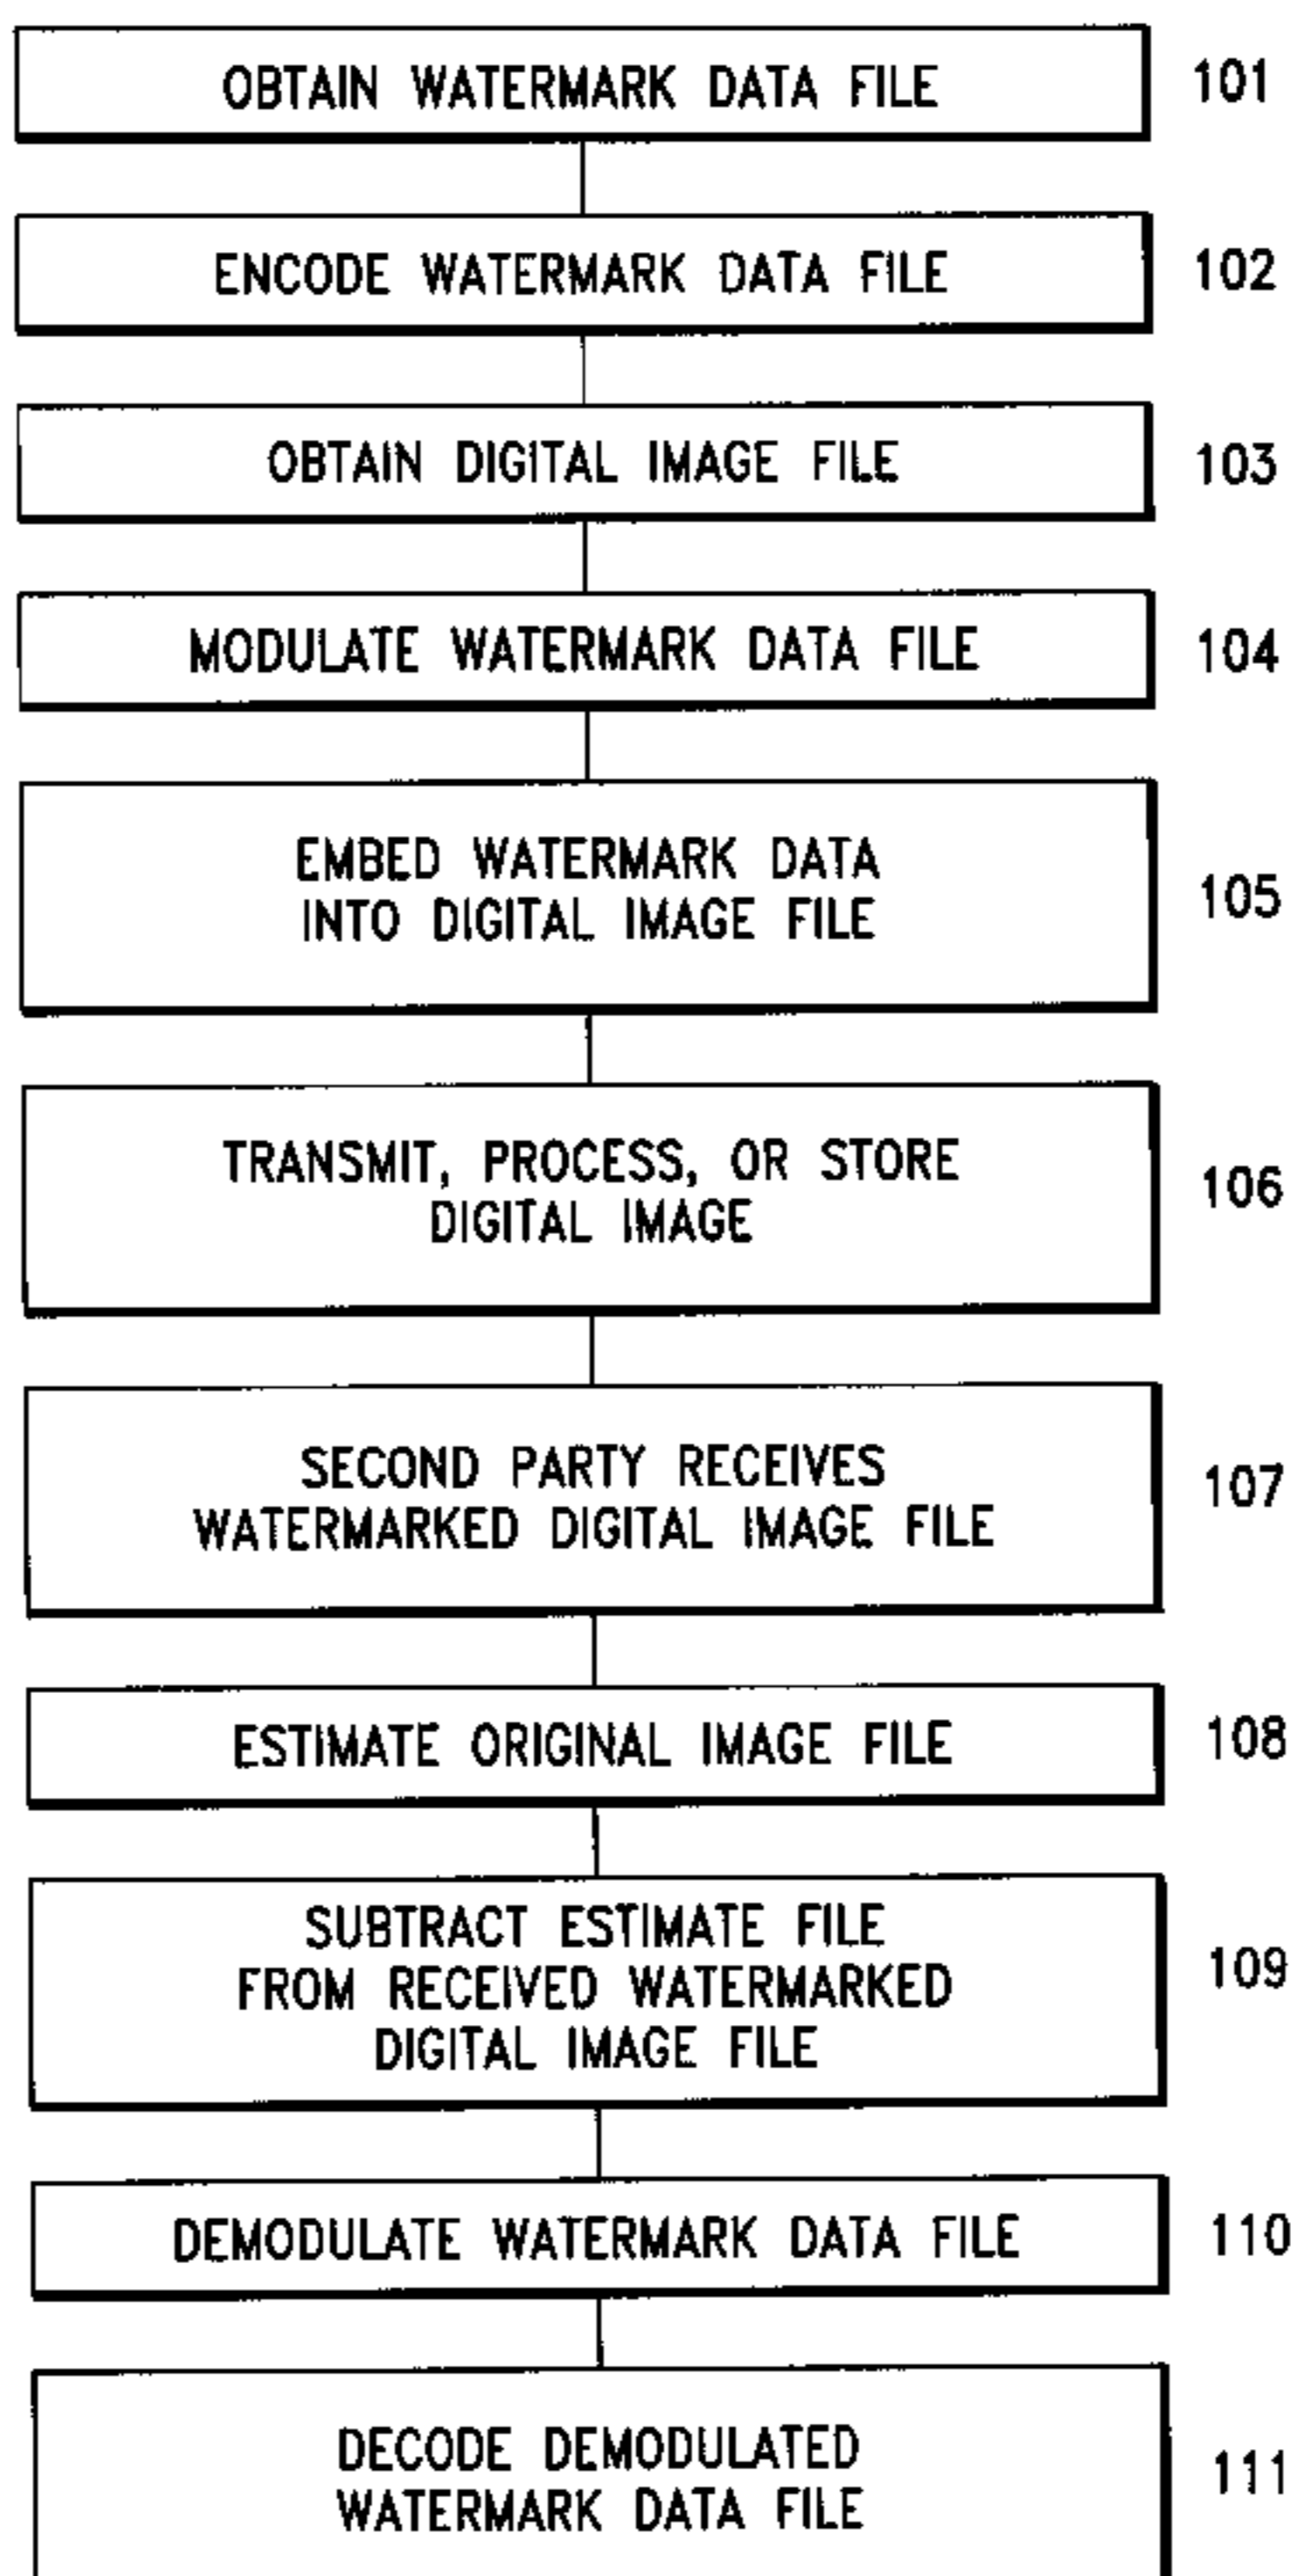 OBTAIN WATERMARK DATA FILE 101
ENCODE WATERMARK DATA FILE 102
OBTAIN DIGITAL IMAGE FILE 103
MODULATE WATERMARK DATA FILE 104
EMBED WATERMARK DATA
INTO DIGITAL IMAGE FILE
105
TRANSMIT, PROCESS, OR STORE
DIGITAL IMAGE
106
SECOND PARTY RECEIVES
WATERMARKED DIGITAL IMAGE FILE
107
ESTIMATE ORIGINAL IMAGE FILE 108
SUBTRACT ESTIMATE FILE
FROM RECEIVED WATERMARKED
DIGITAL IMAGE FILE
109
DEMODULATE WATERMARK DATA FILE 110
DECODE DEMODULATED
WATERMARK DATA FILE
111